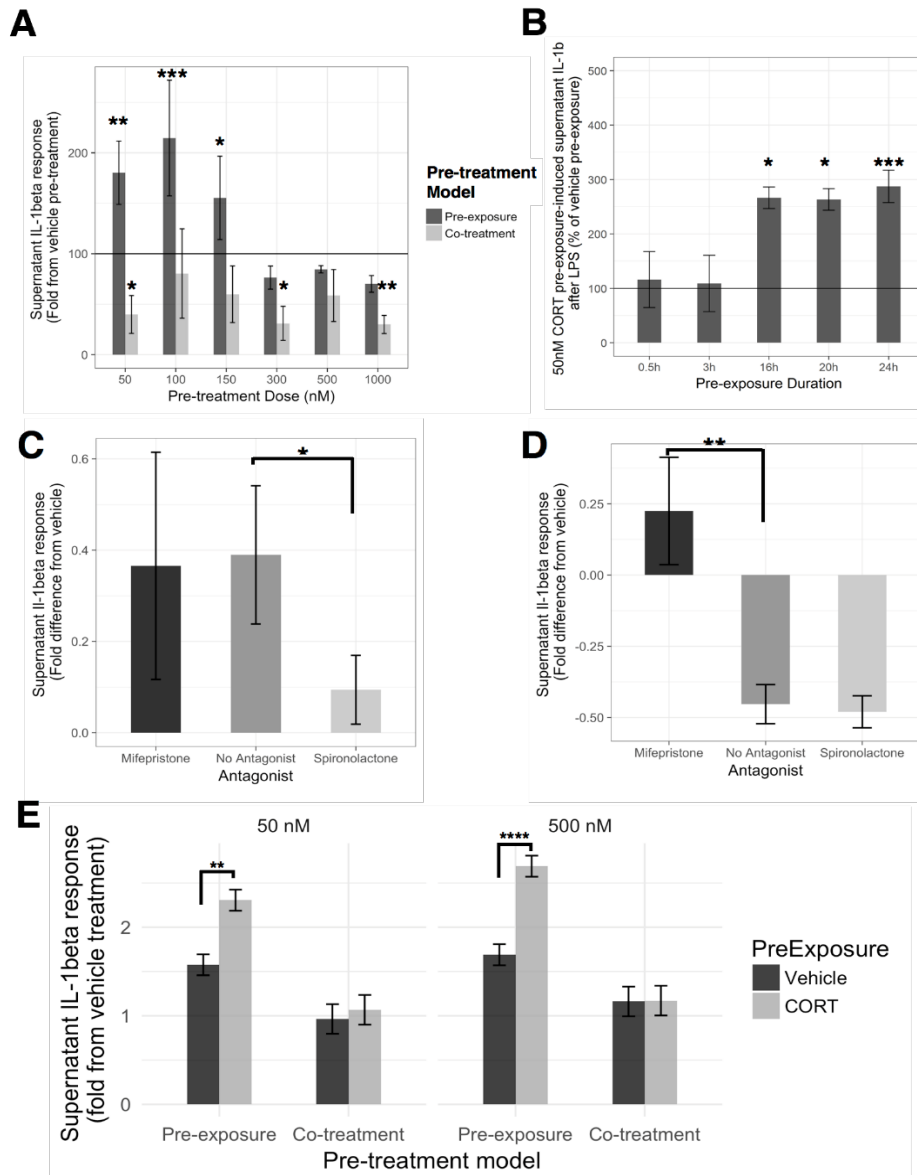 A
Supernatant IL-1beta response
(Fold from vehicle pre-treatment)
200
100
0
**
***
*
*
*
**
50
100
150
300
500
1000
Pre-treatment Dose (nM)
Pre-treatment
Model
Pre-exposure
Co-treatment
B
50nM CORT pre-exposure-induced supernatant IL-1b
after LPS (% of vehicle pre-exposure)
500
400
300
200
100
0
*
*
***
0.5h
3h
16h
20h
24h
Pre-exposure Duration
C
Supernatant Il-1beta response
(Fold difference from vehicle)
0.6
0.4
0.2
0.0
*
Mifepristone
No Antagonist
Spironolactone
Antagonist
D
Supernatant Il-1beta response
(Fold difference from vehicle)
0.25
0.00
-0.25
-0.50
**
Mifepristone
No Antagonist
Spironolactone
Antagonist
E
Supernatant IL-1beta response
(fold from vehicle treatment)
50 nM
500 nM
2
1
0
**
****
Pre-exposure
Co-treatment
Pre-exposure
Co-treatment
Pre-treatment model
PreExposure
Vehicle
CORT